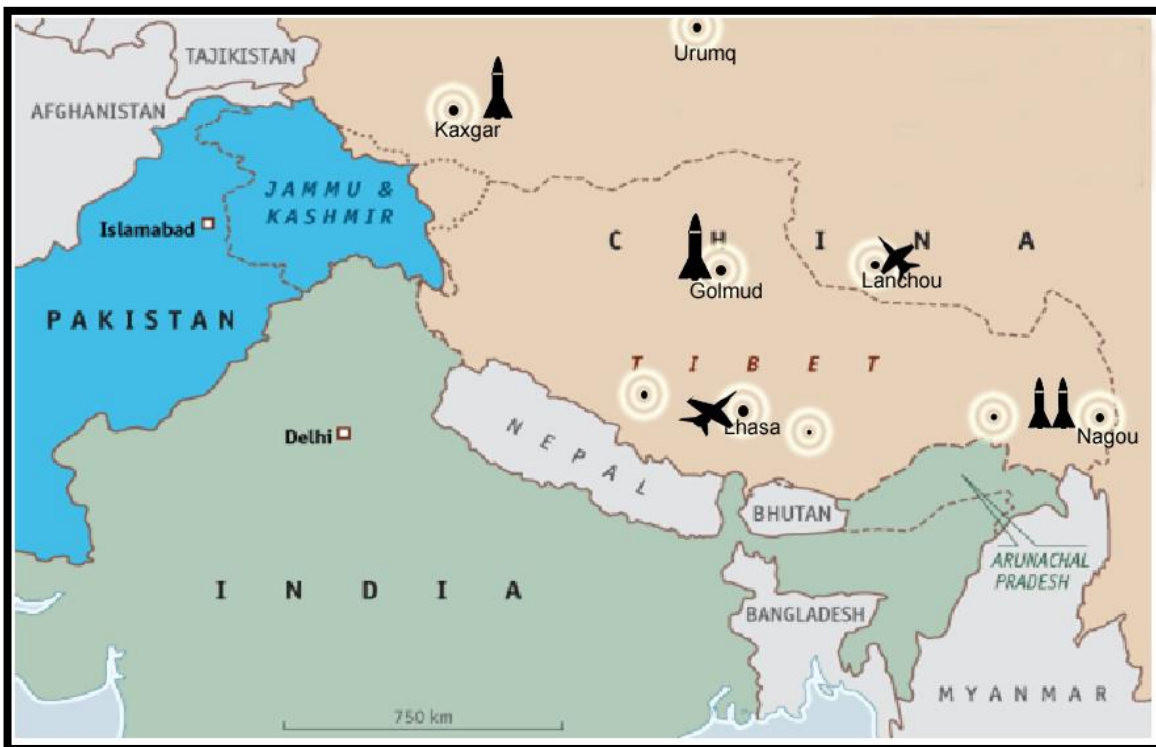 Urumq
TAJIKISTAN
AFGHANISTAN
Kaxgar
JAMMU &
KASHMIR
Islamabad
C H I N A
Golmud
Lanchou
PAKISTAN
T I B E T
Lhasa
Nagou
Delhi
NEPAL
BHUTAN
ARUNACHAL
PRADESH
I N D I A
BANGLADESH
MYANMAR
750 km